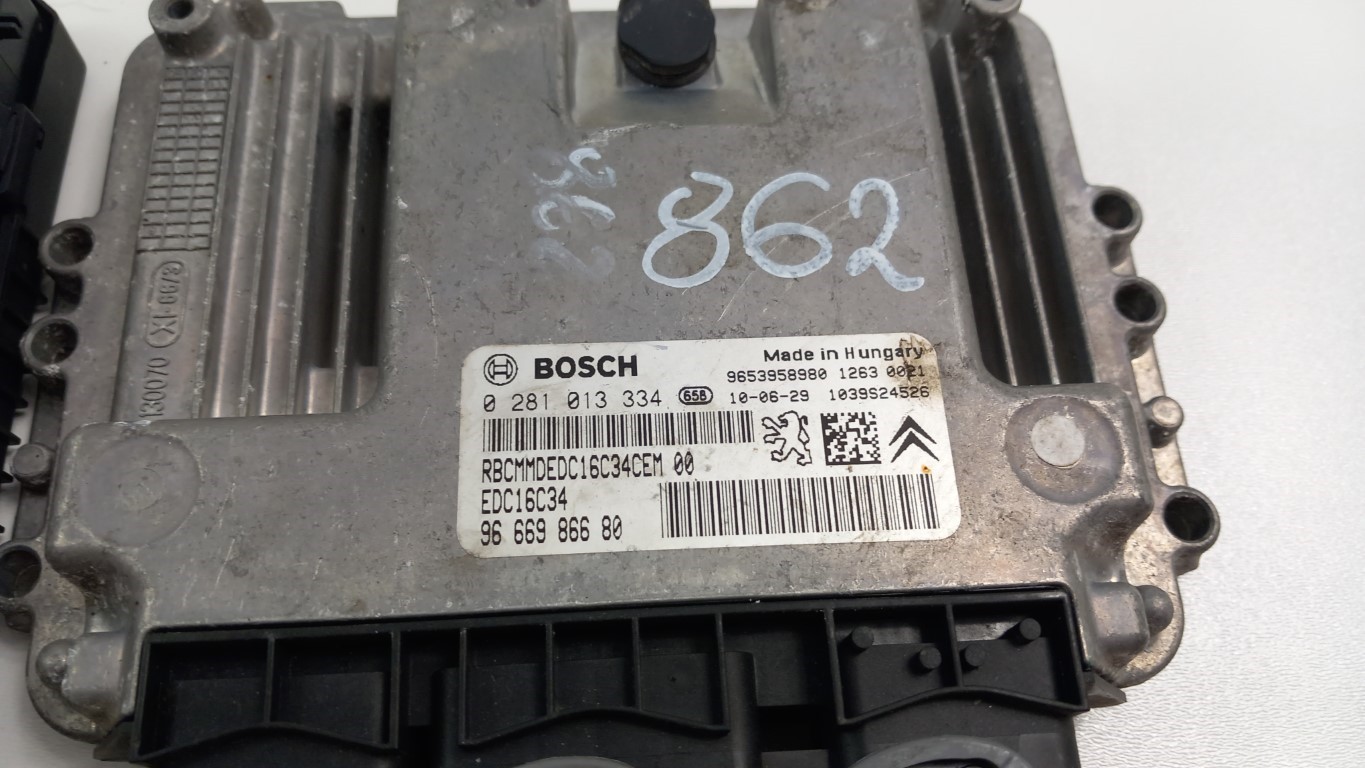 862
BOSCH
Made in Hungary
9653958980 1263 0021
0 281 013 334 658 10-06-29 1039S24526
RBCMMDEDC16C34CEM 00
EDC16C34
96 669 866 80